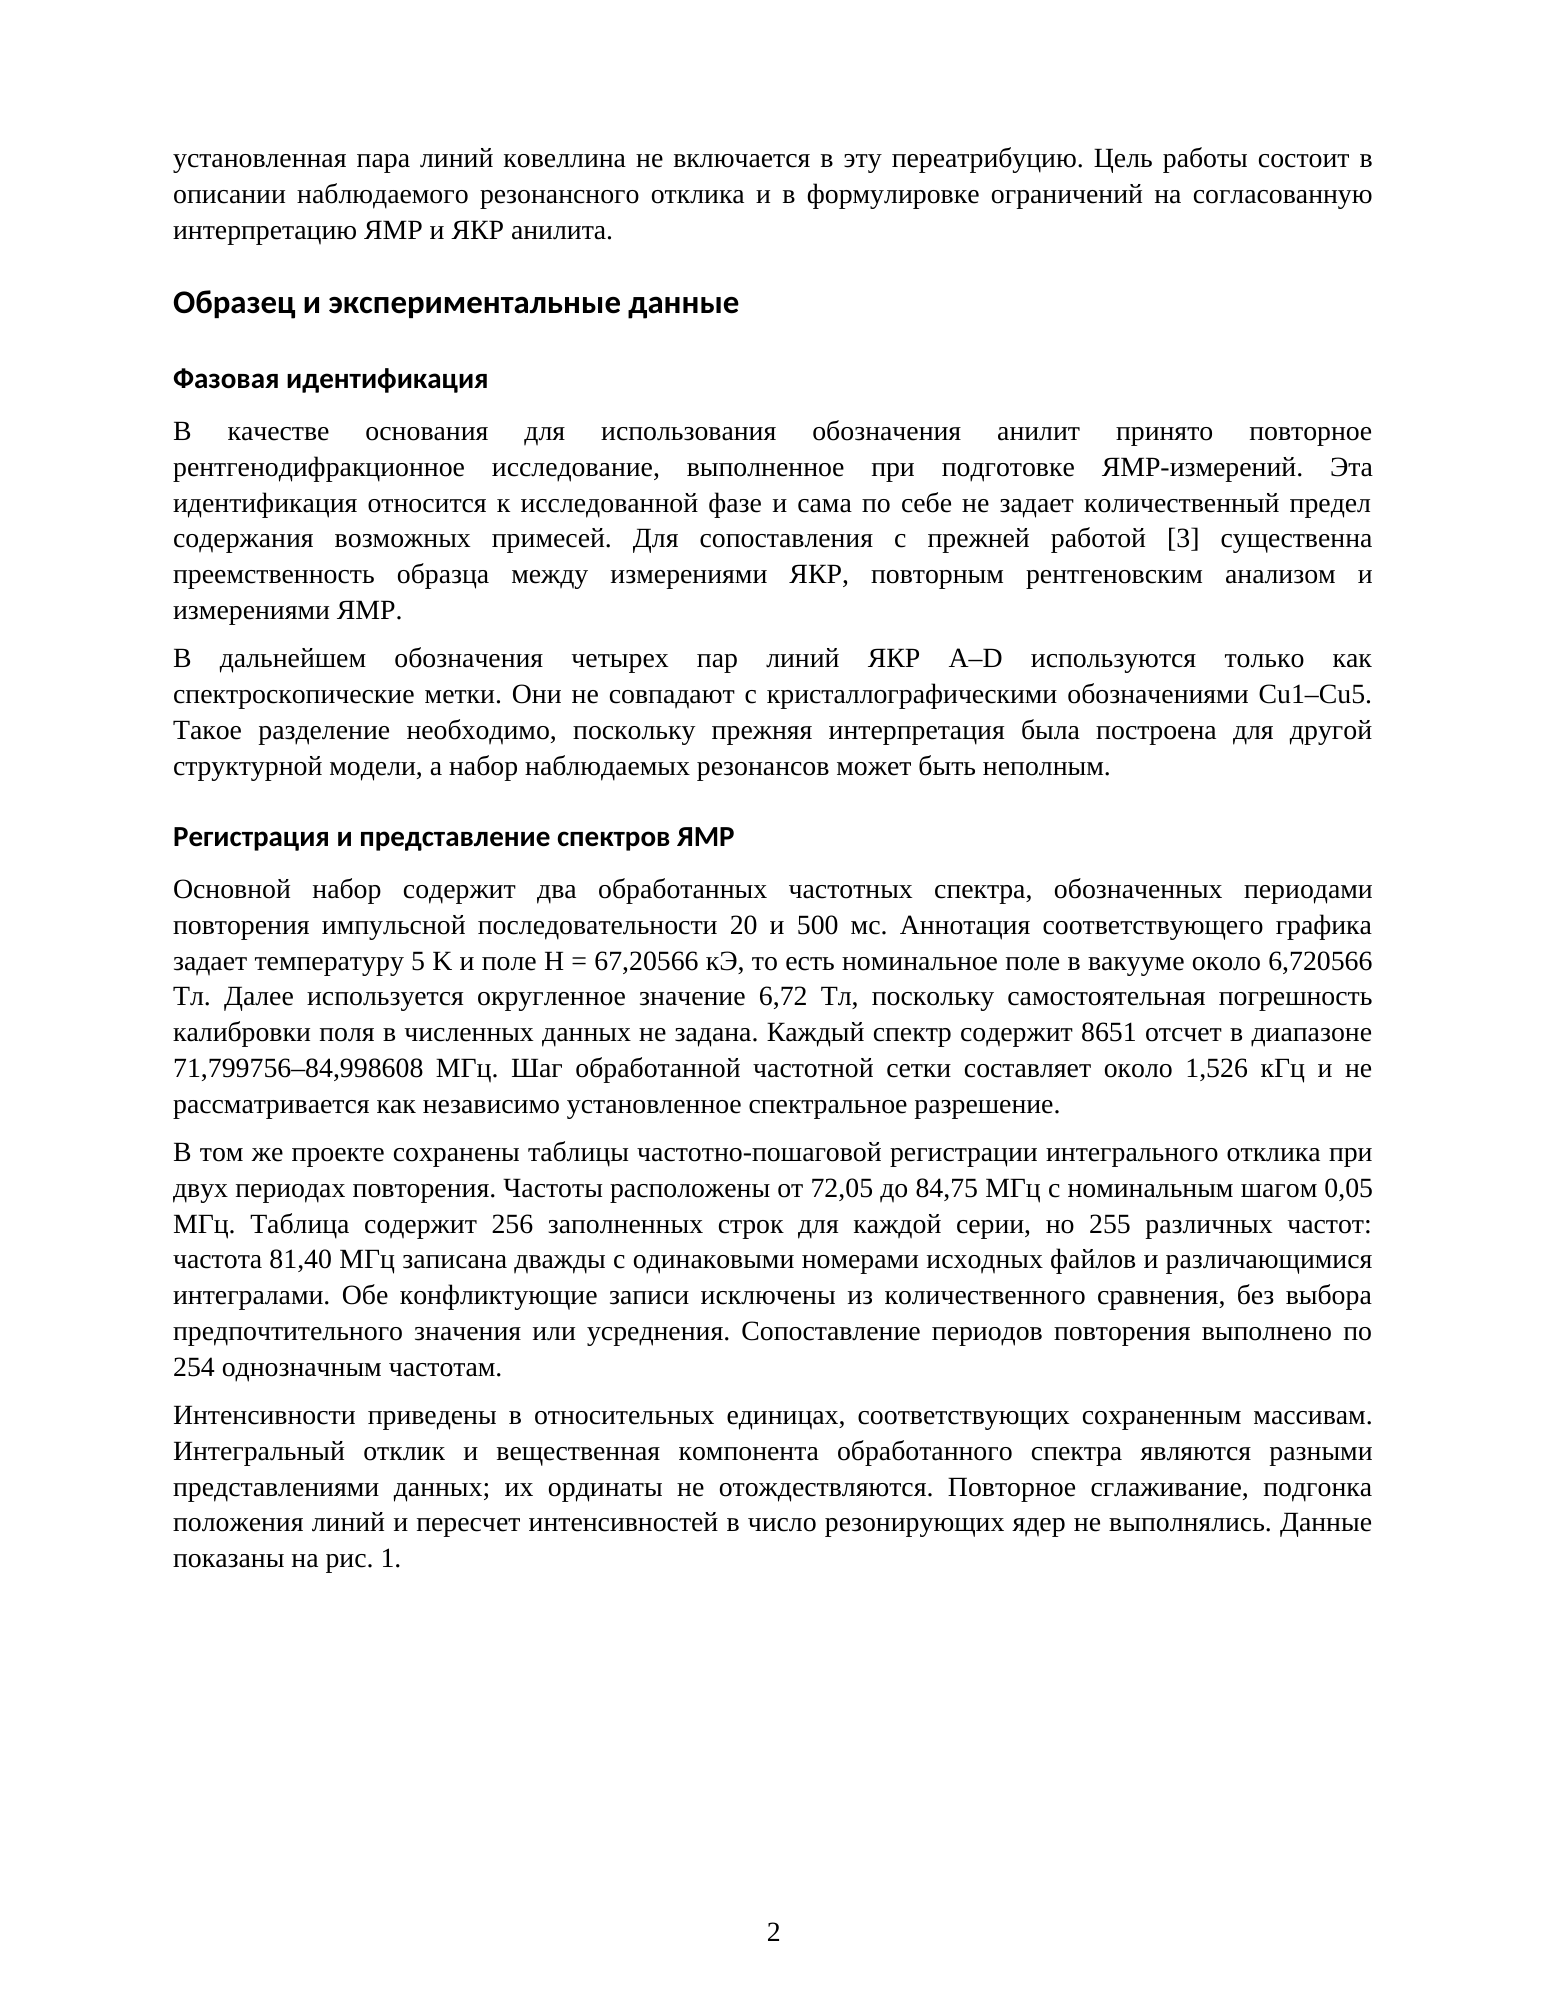 установленная пара линий ковеллина не включается в эту переатрибуцию. Цель работы состоит в
описании наблюдаемого резонансного отклика и в формулировке ограничений на согласованную
интерпретацию ЯМР и ЯКР анилита.
Образец и экспериментальные данные
Фазовая идентификация
В качестве основания для использования обозначения анилит принято повторное
рентгенодифракционное исследование, выполненное при подготовке ЯМР-измерений. Эта
идентификация относится к исследованной фазе и сама по себе не задает количественный предел
содержания возможных примесей. Для сопоставления с прежней работой [3] существенна
преемственность образца между измерениями ЯКР, повторным рентгеновским анализом и
измерениями ЯМР.
В дальнейшем обозначения четырех пар линий ЯКР A–D используются только как
спектроскопические метки. Они не совпадают с кристаллографическими обозначениями Cu1–Cu5.
Такое разделение необходимо, поскольку прежняя интерпретация была построена для другой
структурной модели, а набор наблюдаемых резонансов может быть неполным.
Регистрация и представление спектров ЯМР
Основной набор содержит два обработанных частотных спектра, обозначенных периодами
повторения импульсной последовательности 20 и 500 мс. Аннотация соответствующего графика
задает температуру 5 K и поле H = 67,20566 кЭ, то есть номинальное поле в вакууме около 6,720566
Тл. Далее используется округленное значение 6,72 Тл, поскольку самостоятельная погрешность
калибровки поля в численных данных не задана. Каждый спектр содержит 8651 отсчет в диапазоне
71,799756–84,998608 МГц. Шаг обработанной частотной сетки составляет около 1,526 кГц и не
рассматривается как независимо установленное спектральное разрешение.
В том же проекте сохранены таблицы частотно-пошаговой регистрации интегрального отклика при
двух периодах повторения. Частоты расположены от 72,05 до 84,75 МГц с номинальным шагом 0,05
МГц. Таблица содержит 256 заполненных строк для каждой серии, но 255 различных частот:
частота 81,40 МГц записана дважды с одинаковыми номерами исходных файлов и различающимися
интегралами. Обе конфликтующие записи исключены из количественного сравнения, без выбора
предпочтительного значения или усреднения. Сопоставление периодов повторения выполнено по
254 однозначным частотам.
Интенсивности приведены в относительных единицах, соответствующих сохраненным массивам.
Интегральный отклик и вещественная компонента обработанного спектра являются разными
представлениями данных; их ординаты не отождествляются. Повторное сглаживание, подгонка
положения линий и пересчет интенсивностей в число резонирующих ядер не выполнялись. Данные
показаны на рис. 1.
2